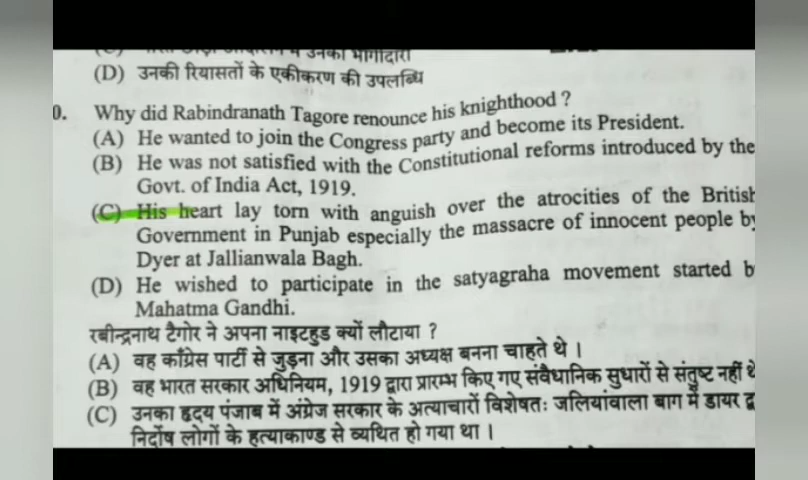 (D) उनकी रियासतों के एकीकरण की उपलब्धि
0. Why did Rabindranath Tagore renounce his knighthood ?
(A) He wanted to join the Congress party and become its President.
(B) He was not satisfied with the Constitutional reforms introduced by the
Govt. of India Act, 1919.
(C) His heart lay torn with anguish over the atrocities of the British
Government in Punjab especially the massacre of innocent people by
Dyer at Jallianwala Bagh.
(D) He wished to participate in the satyagraha movement started b
Mahatma Gandhi.
रबीन्द्रनाथ टैगोर ने अपना नाइटहुड क्यों लौटाया ?
(A) वह काँग्रेस पार्टी से जुड़ना और उसका अध्यक्ष बनना चाहते थे ।
(B) वह भारत सरकार अधिनियम, 1919 द्वारा प्रारम्भ किए गए संवैधानिक सुधारों से संतुष्ट नहीं थे
(C) उनका हृदय पंजाब में अंग्रेज सरकार के अत्याचारों विशेषतः जलियांवाला बाग में डायर द्व
निर्दोष लोगों के हत्याकाण्ड से व्यथित हो गया था ।